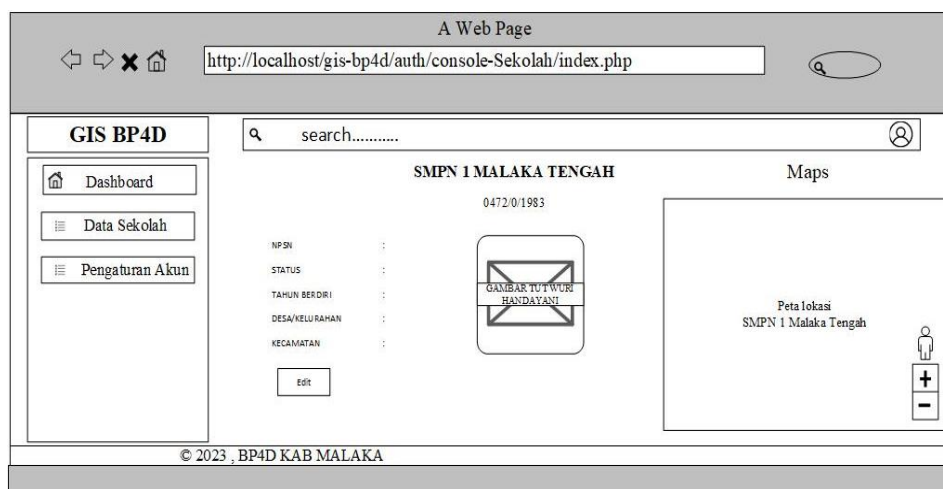 A Web Page
http://localhost/gis-bp4d/auth/console-Sekolah/index.php
GIS BP4D
search...........
Dashboard
Data Sekolah
Pengaturan Akun
SMPN 1 MALAKA TENGAH
0472/0/1983
NPSN :
STATUS :
TAHUN BERDIRI :
DESA/KELURAHAN :
KECAMATAN :
Edit
GAMBAR TUT WURI
HANDAYANI
Maps
Peta lokasi
SMPN 1 Malaka Tengah
+
−
© 2023 , BP4D KAB MALAKA